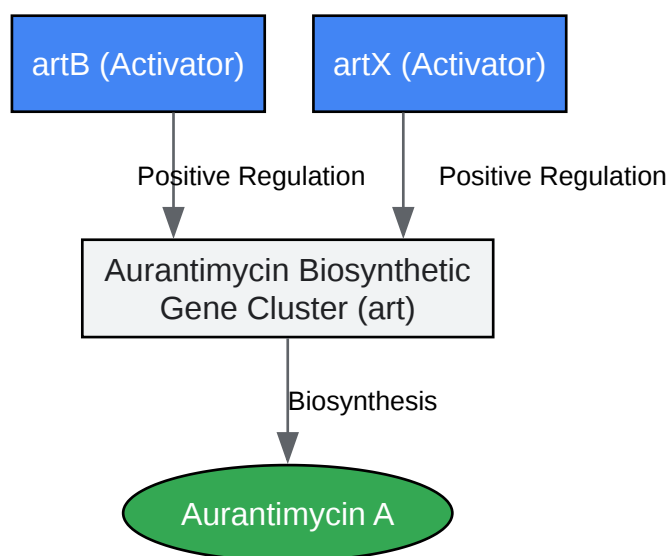 artB (Activator)
artX (Activator)
Positive Regulation
Positive Regulation
Aurantimycin Biosynthetic
Gene Cluster (art)
Biosynthesis
Aurantimycin A